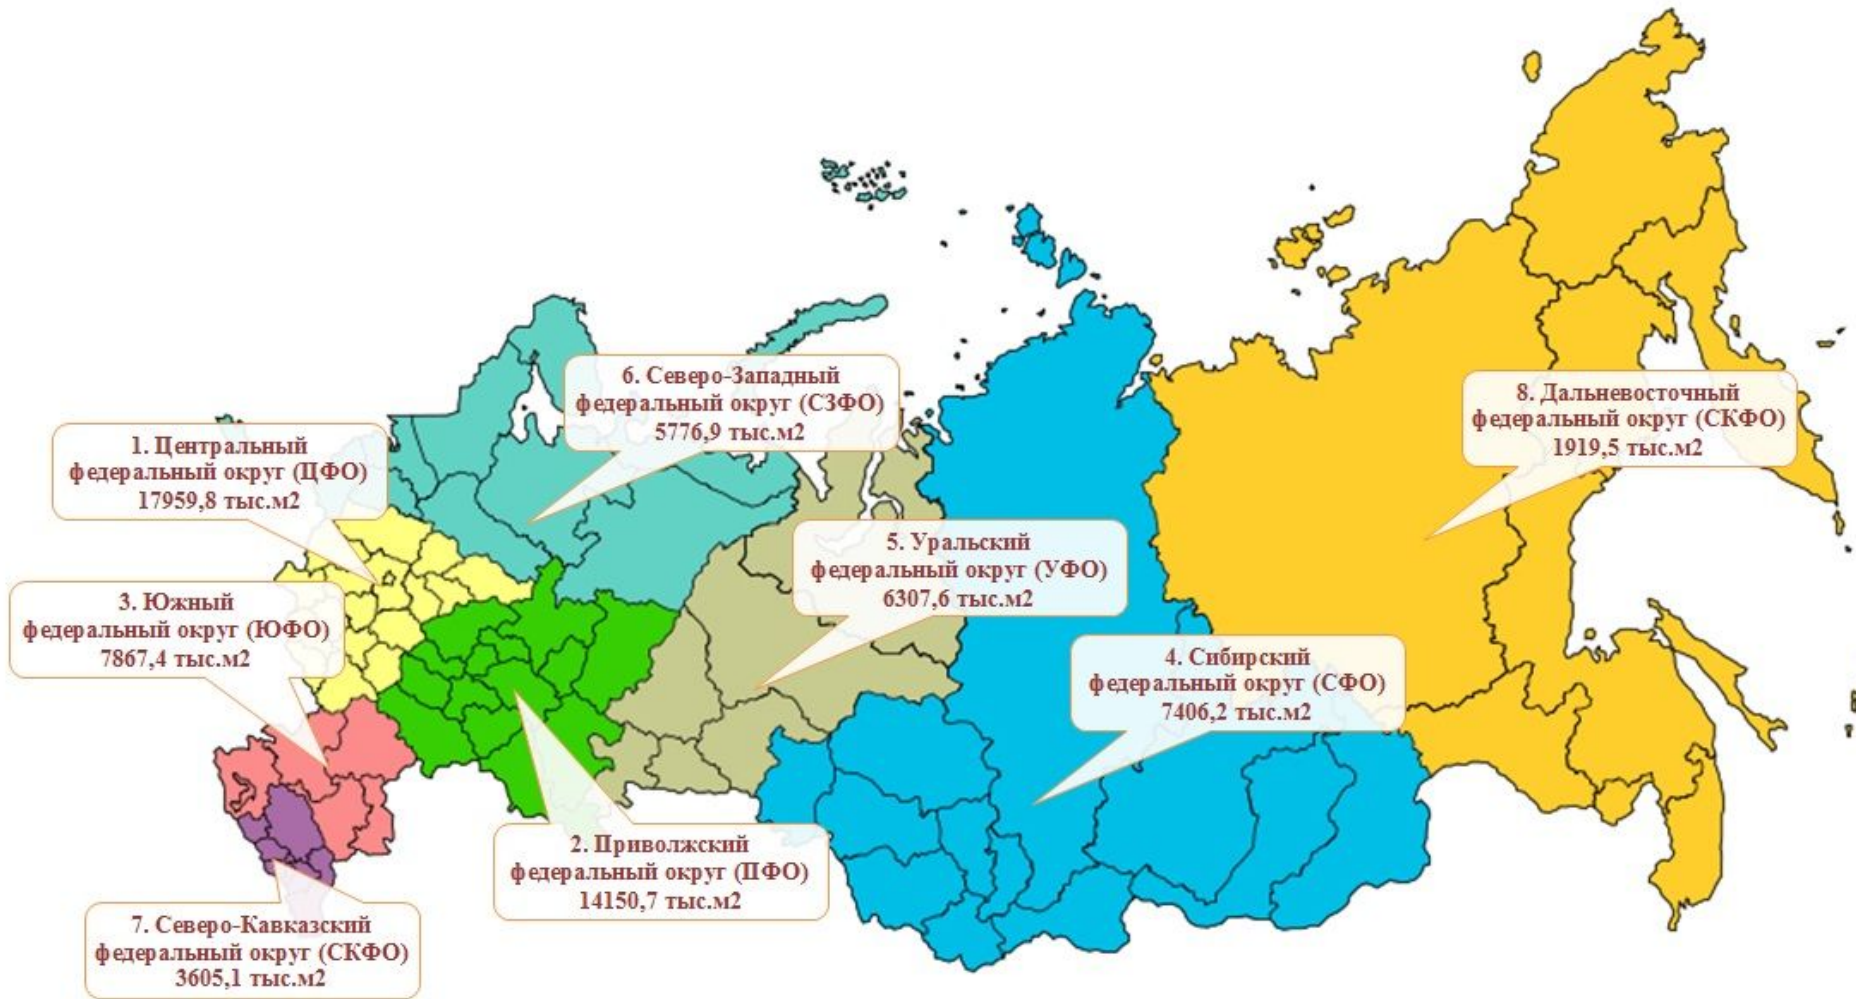 6. Северо-Западный
федеральный округ (СЗФО)
5776,9 тыс.м2
8. Дальневосточный
федеральный округ (СКФО)
1919,5 тыс.м2
1. Центральный
федеральный округ (ЦФО)
17959,8 тыс.м2
5. Уральский
федеральный округ (УФО)
6307,6 тыс.м2
3. Южный
федеральный округ (ЮФО)
7867,4 тыс.м2
4. Сибирский
федеральный округ (СФО)
7406,2 тыс.м2
2. Приволжский
федеральный округ (ПФО)
14150,7 тыс.м2
7. Северо-Кавказский
федеральный округ (СКФО)
3605,1 тыс.м2